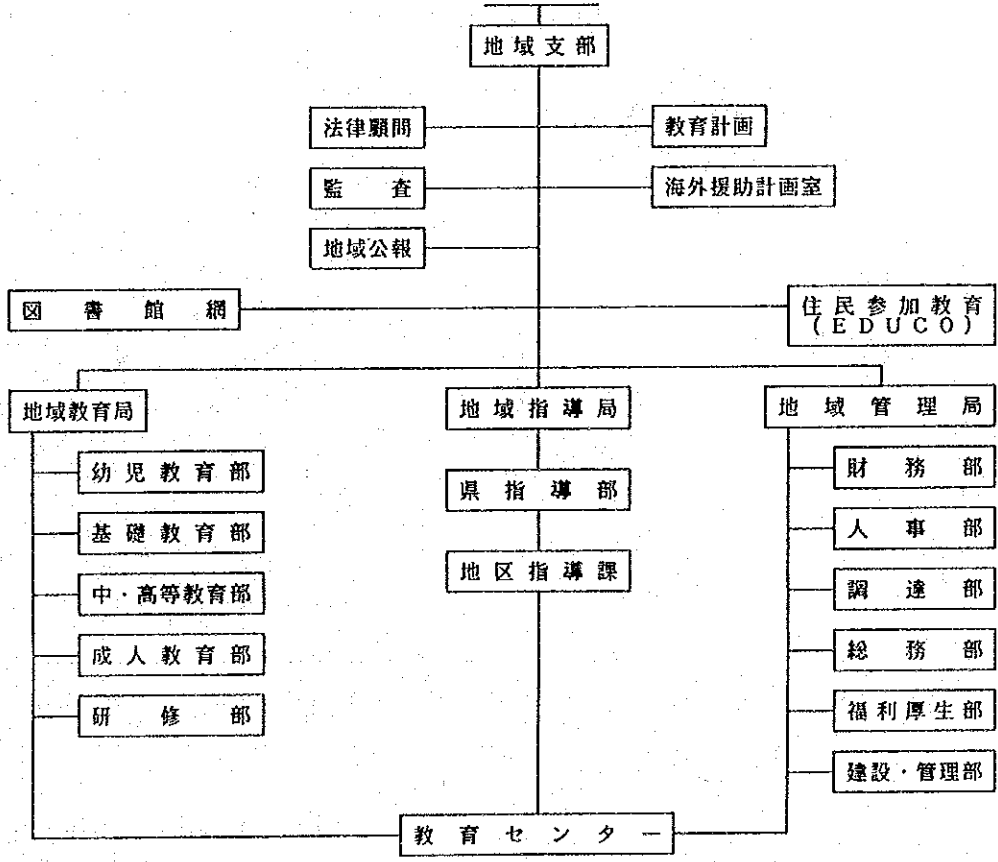 地域支部
法律顧問
教育計画
監査
海外援助計画室
地域公報
図書館網
住民参加教育
(EDUCO)
地域教育局
地域指導局
地域管理局
幼児教育部
県指導部
財務部
基礎教育部
人事部
中・高等教育部
地区指導課
調達部
成人教育部
総務部
研修部
福利厚生部
建設・管理部
教育センター